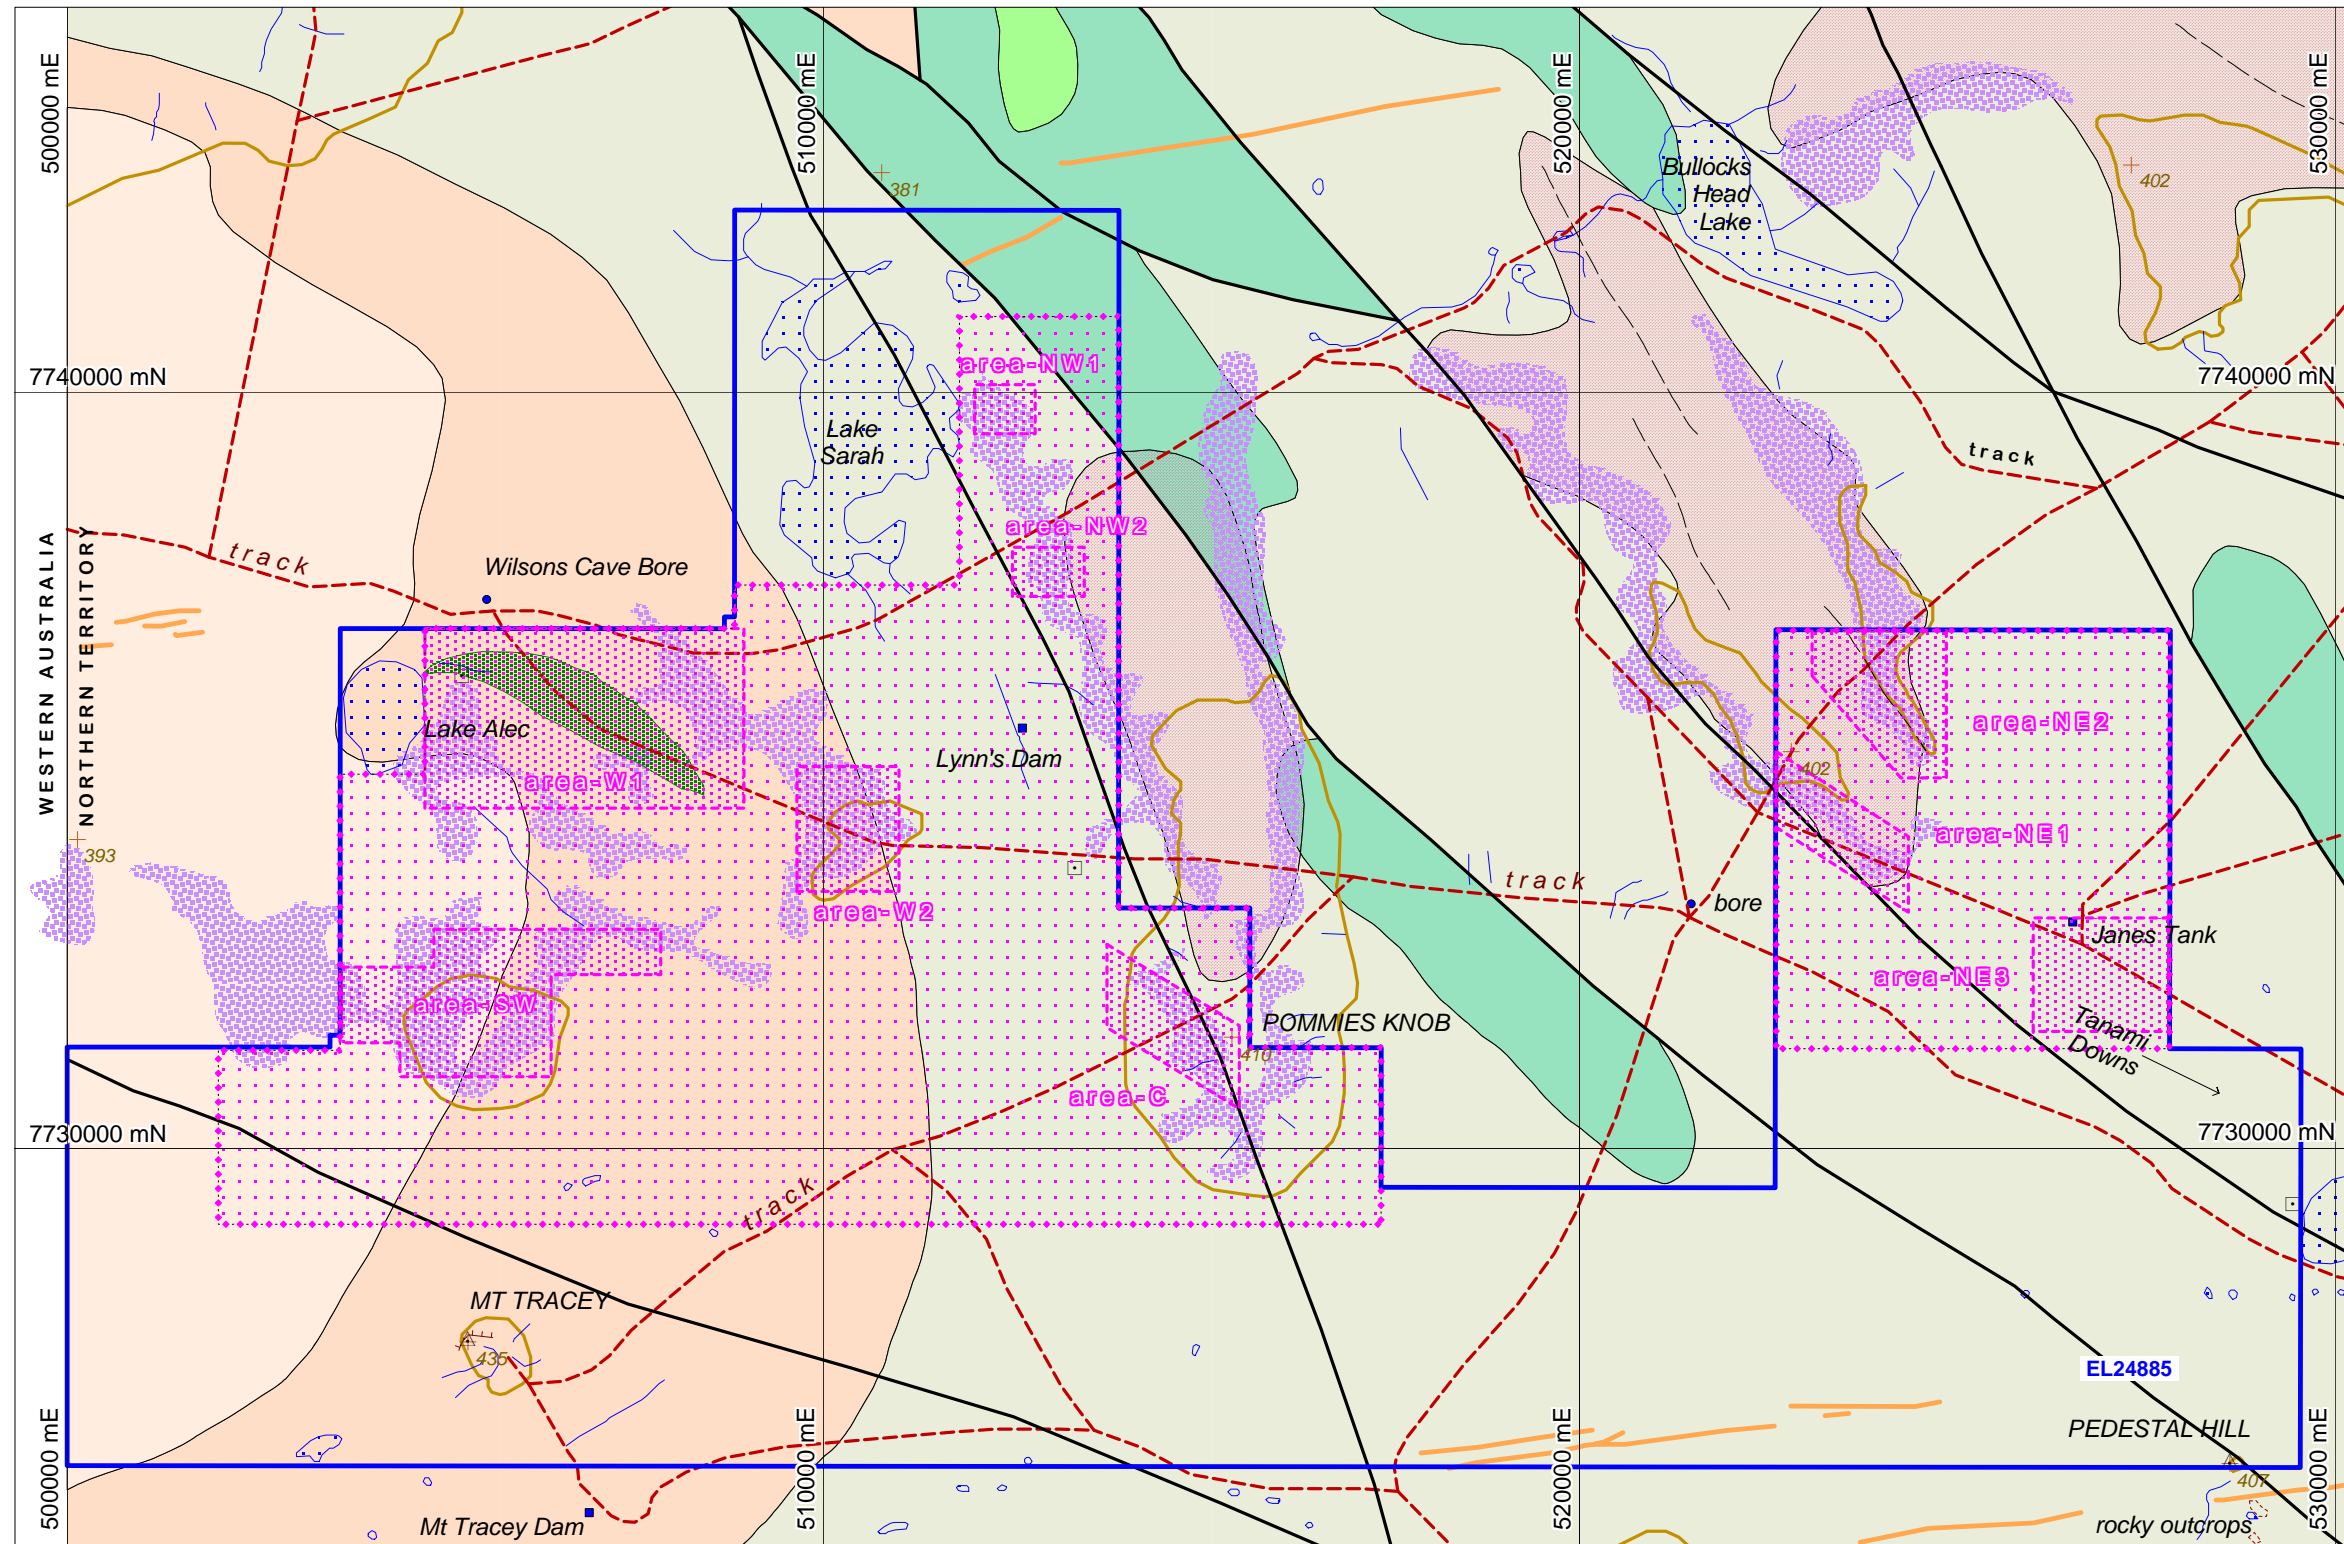 500000 mE
510000 mE
520000 mE
530000 mE
381
Bullocks
Head
Lake
402
7740000 mN
7740000 mN
area-NW1
Lake
Sarah
track
WESTERN AUSTRALIA
NORTHERN TERRITORY
track
Wilsons Cave Bore
area-NW2
Lake Alec
area-W1
Lynn's Dam
area-NE2
402
area-NE1
393
area-W2
track
bore
Janes Tank
area-NE3
area-SW
POMMIES KNOB
410
Tanami
Downs
area-C
7730000 mN
7730000 mN
track
MT TRACEY
435
EL24885
PEDESTAL HILL
407
500000 mE
510000 mE
520000 mE
530000 mE
Mt Tracey Dam
rocky outcrops